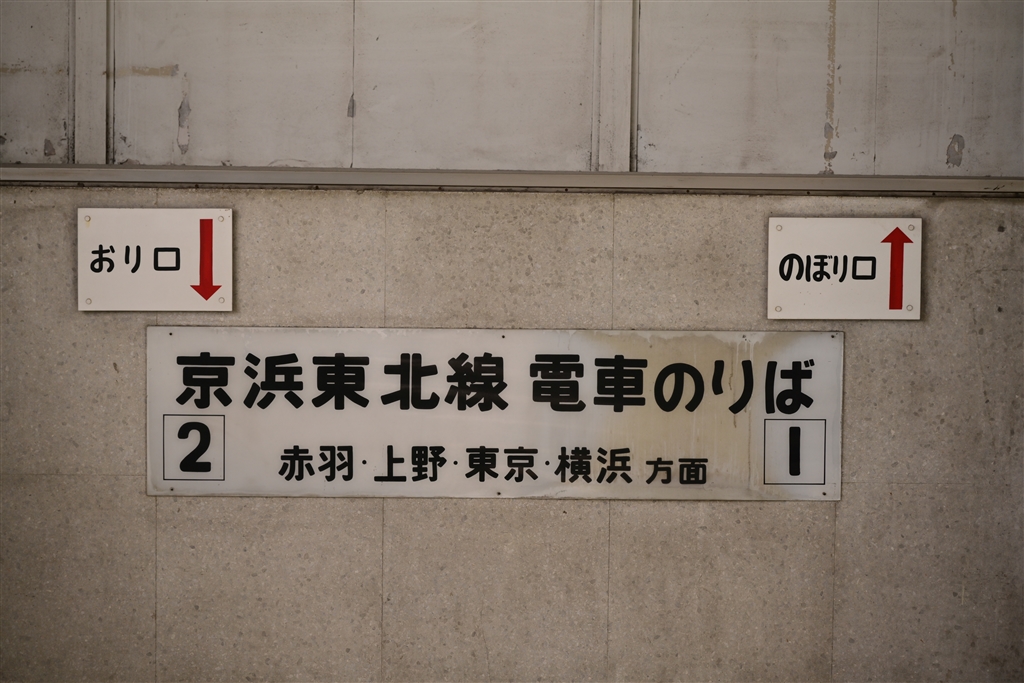 おり口
のぼり口
京浜東北線 電車のりば
2
赤羽・上野・東京・横浜 方面
1